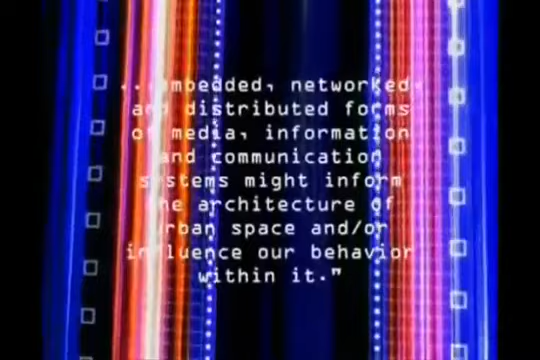 ...embedded, networked
and distributed forms
of media, information
and communication
systems might inform
the architecture of
urban space and/or
influence our behavior
within it."